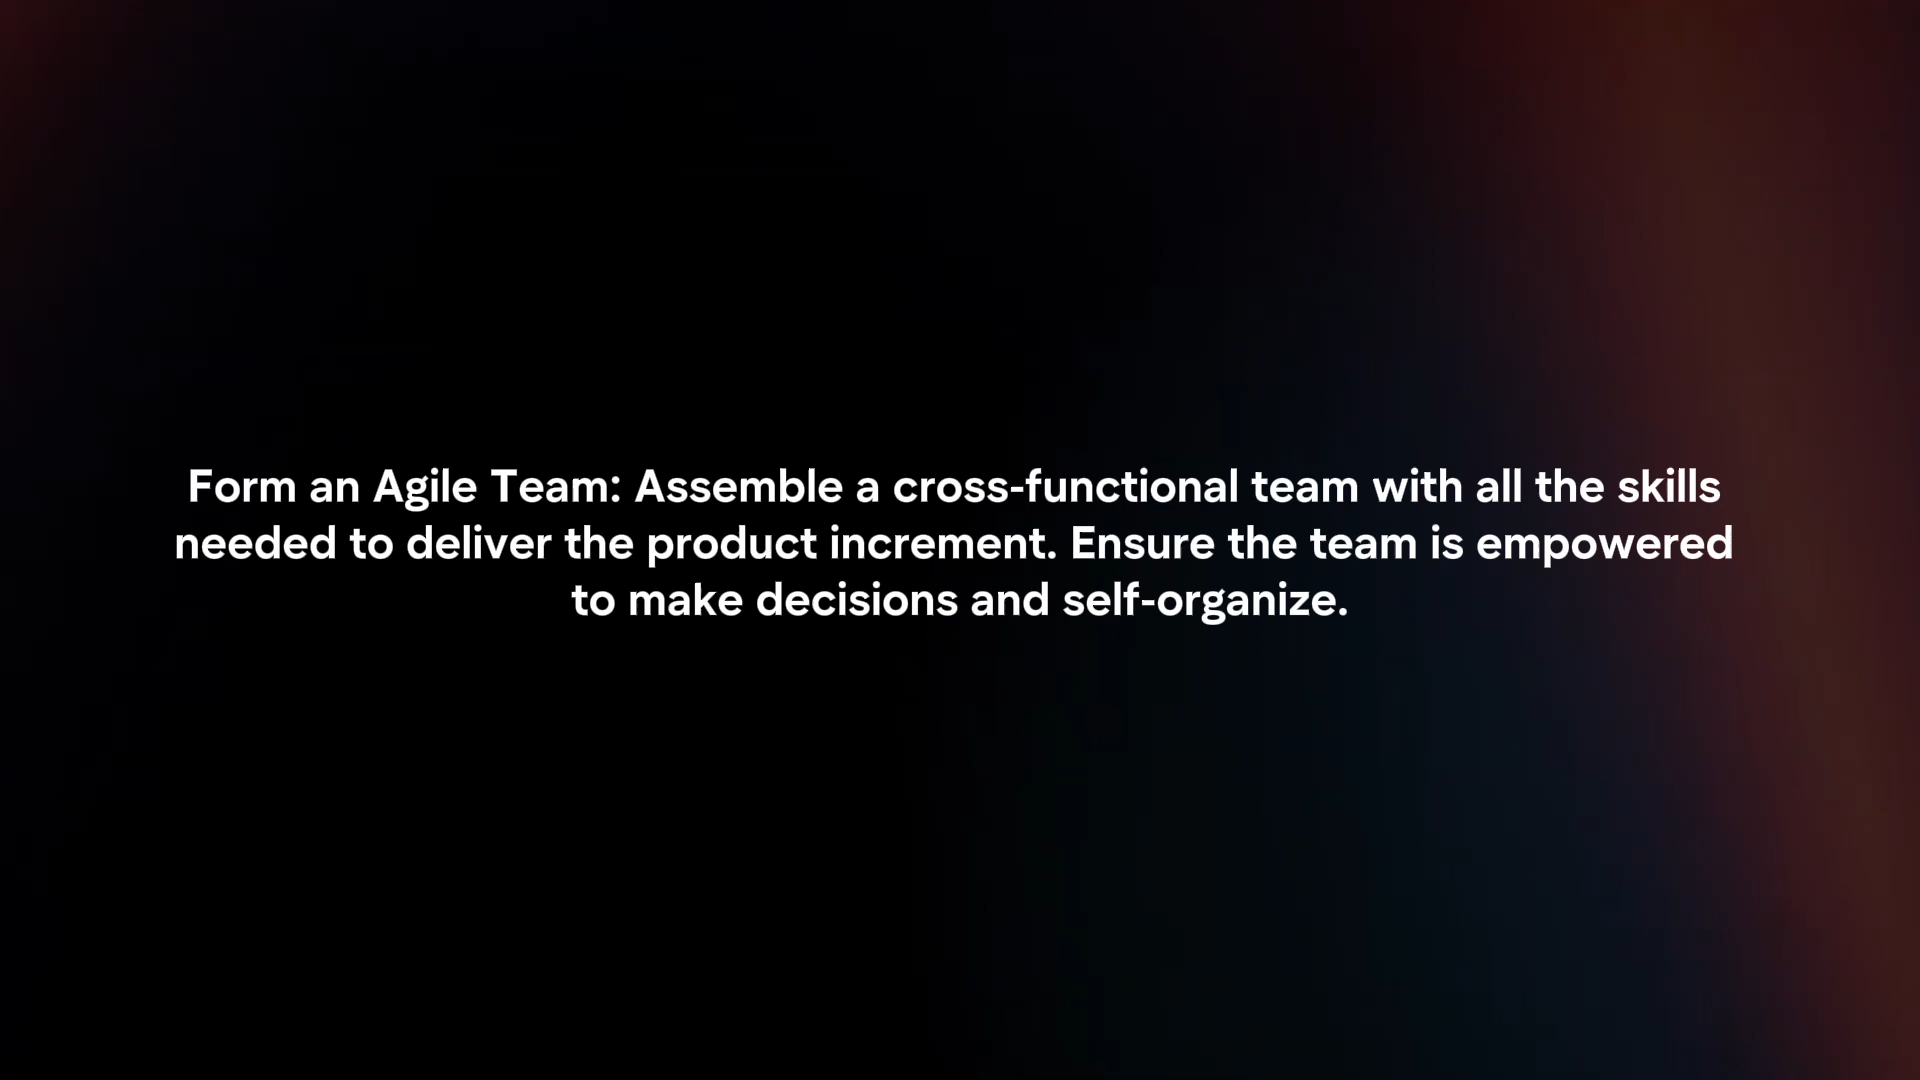 Form an Agile Team: Assemble a cross-functional team with all the skills
needed to deliver the product increment. Ensure the team is empowered
to make decisions and self-organize.